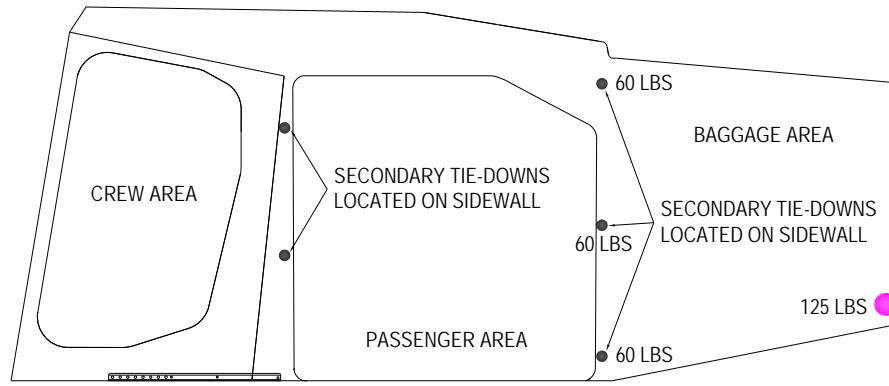 60 LBS
BAGGAGE AREA
SECONDARY TIE-DOWNS
LOCATED ON SIDEWALL
CREW AREA
SECONDARY TIE-DOWNS
LOCATED ON SIDEWALL
60 LBS
125 LBS
PASSENGER AREA
60 LBS